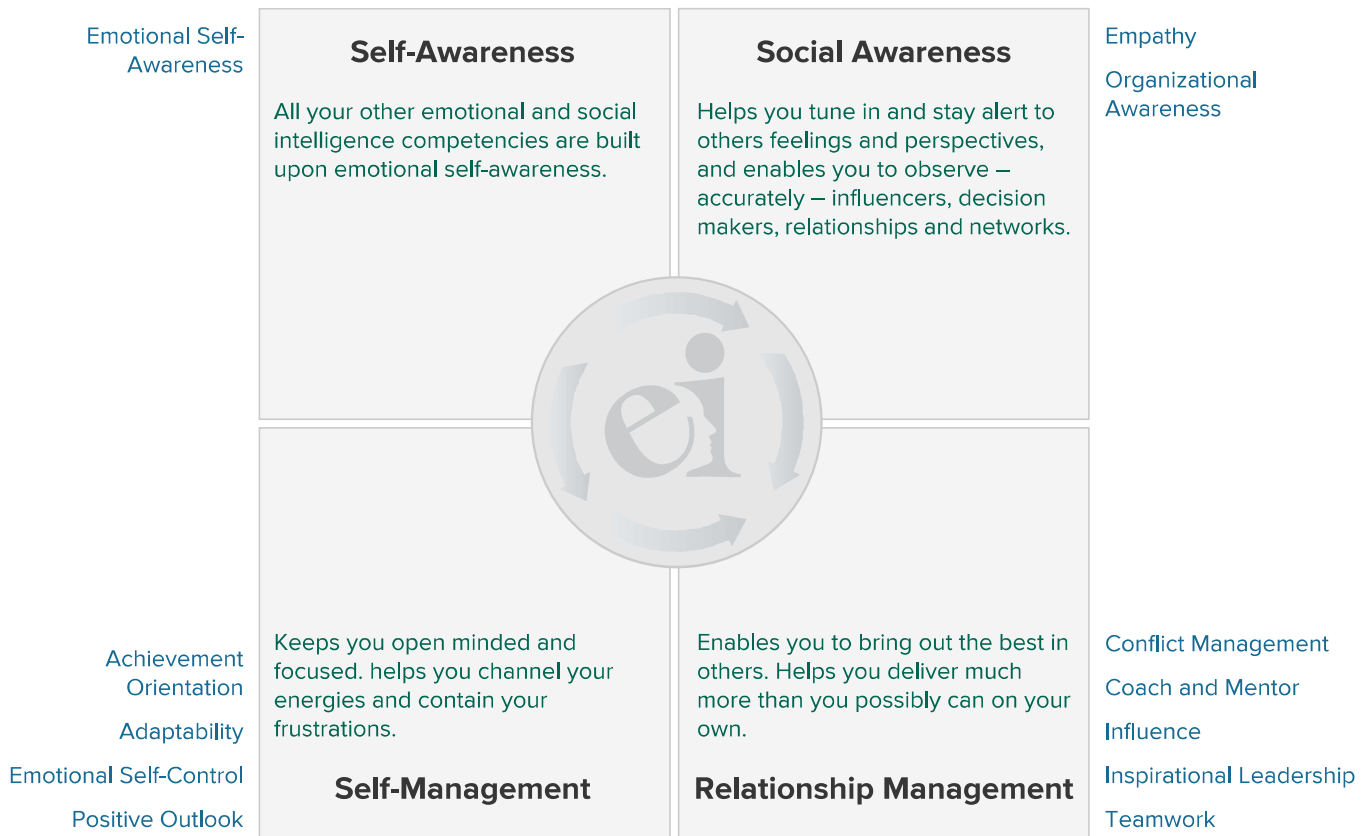 Emotional Self-
Awareness
Self-Awareness
All your other emotional and social
intelligence competencies are built
upon emotional self-awareness.
Social Awareness
Helps you tune in and stay alert to
others feelings and perspectives,
and enables you to observe –
accurately – influencers, decision
makers, relationships and networks.
Empathy
Organizational
Awareness
ei
Achievement
Orientation
Adaptability
Emotional Self-Control
Positive Outlook
Keeps you open minded and
focused. helps you channel your
energies and contain your
frustrations.
Self-Management
Enables you to bring out the best in
others. Helps you deliver much
more than you possibly can on your
own.
Relationship Management
Conflict Management
Coach and Mentor
Influence
Inspirational Leadership
Teamwork